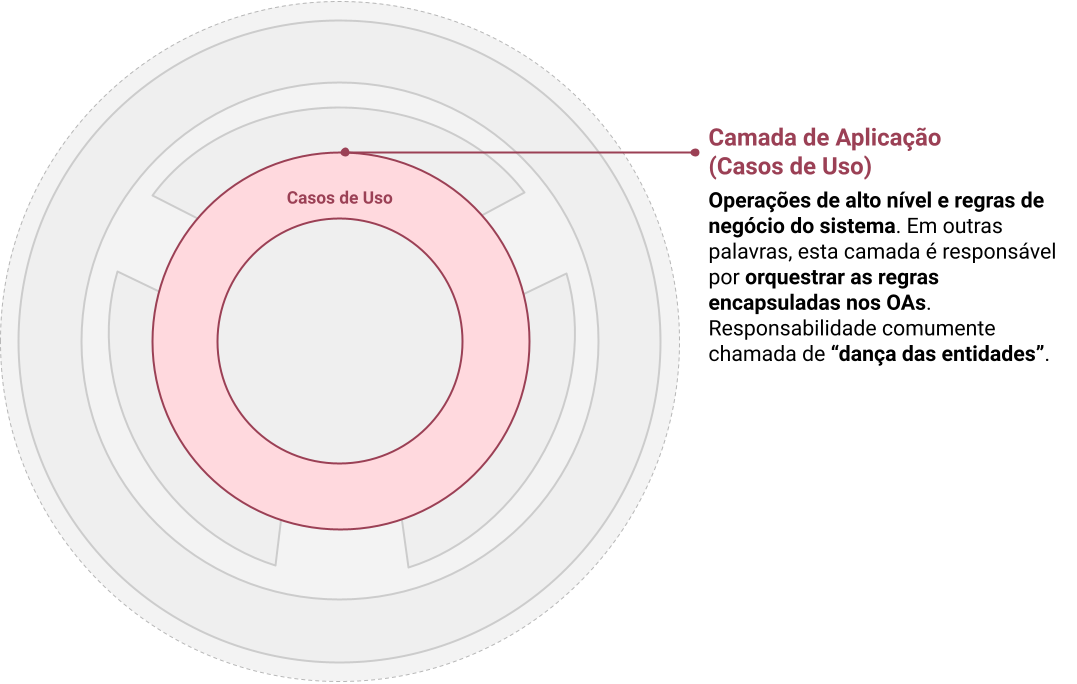 Casos de Uso
Camada de Aplicação
(Casos de Uso)
Operações de alto nível e regras de
negócio do sistema. Em outras
palavras, esta camada é responsável
por orquestrar as regras
encapsuladas nos OAs.
Responsabilidade comumente
chamada de “dança das entidades”.